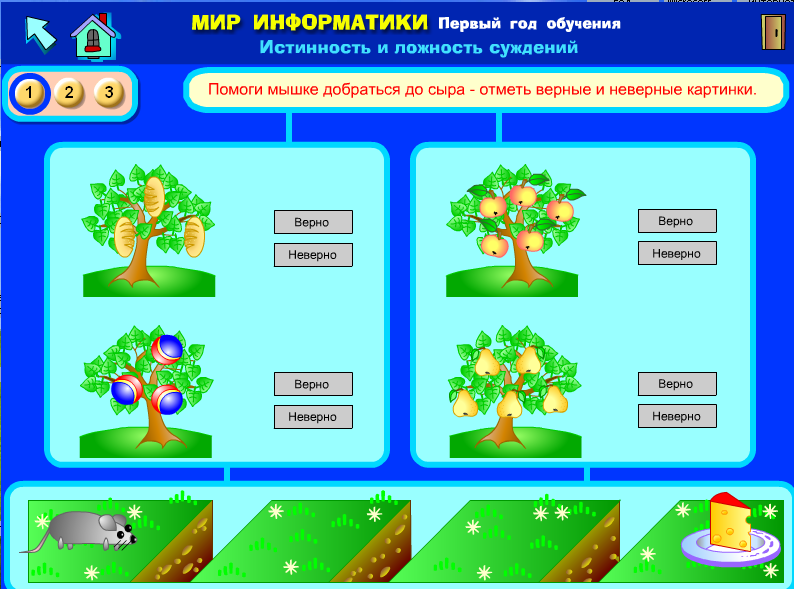 МИР ИНФОРМАТИКИ Первый год обучения
Истинность и ложность суждений
1 2 3
Помоги мышке добраться до сыра - отметь верные и неверные картинки.
Верно
Неверно
Верно
Неверно
Верно
Неверно
Верно
Неверно